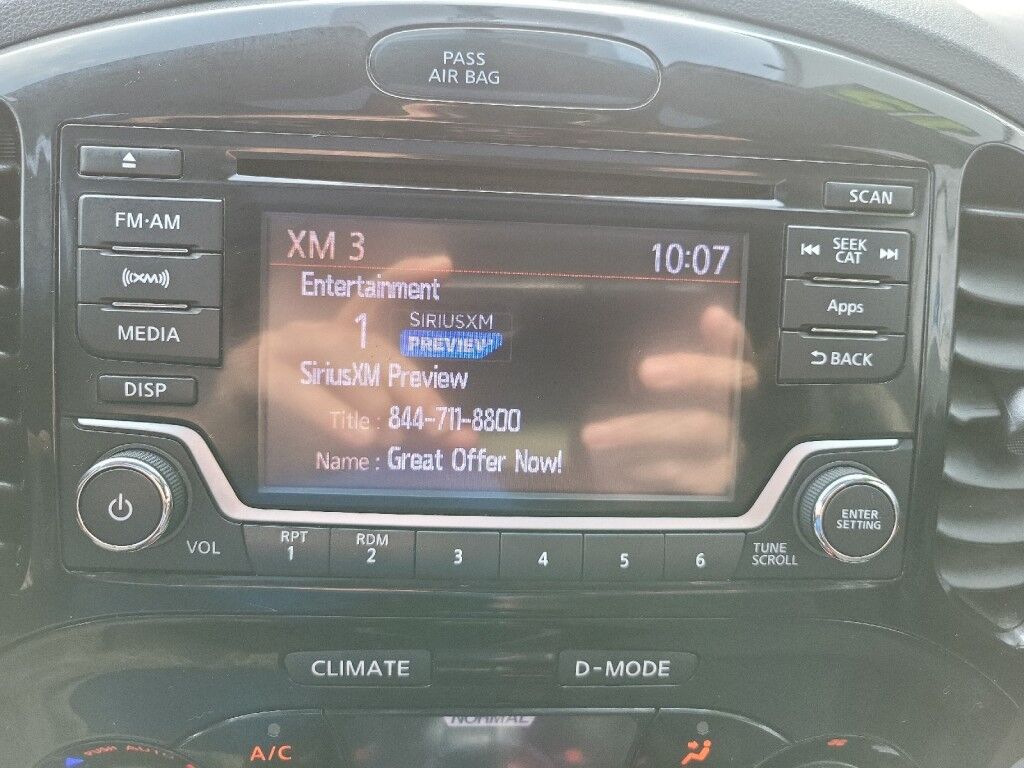 PASS
AIR BAG
SCAN
FM·AM
((XM))
MEDIA
DISP
XM 3
10:07
Entertainment
1
SIRIUSXM
PREVIEW
SiriusXM Preview
Title : 844-711-8800
Name : Great Offer Now!
SEEK
CAT
Apps
BACK
VOL
RPT
1
RDM
2
3
4
5
6
TUNE
SCROLL
ENTER
SETTING
CLIMATE
D-MODE
NORMAL
A/C
AUTO